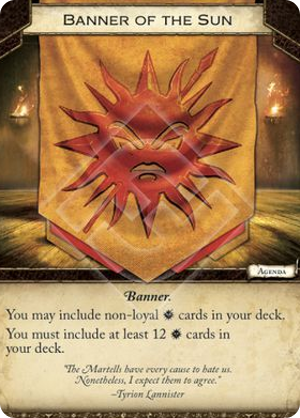 Banner of the Sun
Agenda
Banner.
You may include non-loyal cards in your deck.
You must include at least 12 cards in
your deck.
"The Martells have every cause to hate us.
Nonetheless, I expect them to agree."
–Tyrion Lannister